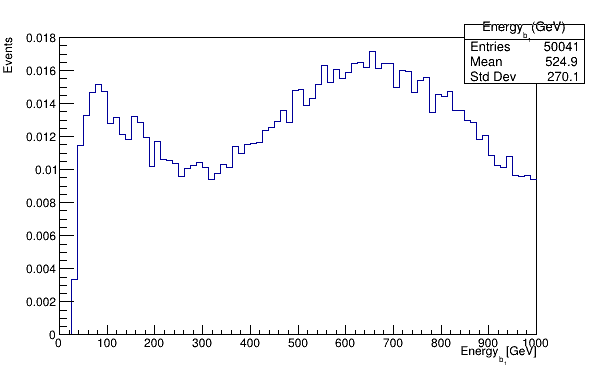 Energy_b₁(GeV)
Entries 50041
Mean 524.9
Std Dev 270.1
Events
0.018
0.016
0.014
0.012
0.01
0.008
0.006
0.004
0.002
0
0 100 200 300 400 500 600 700 800 900 1000
Energy_b₁[GeV]